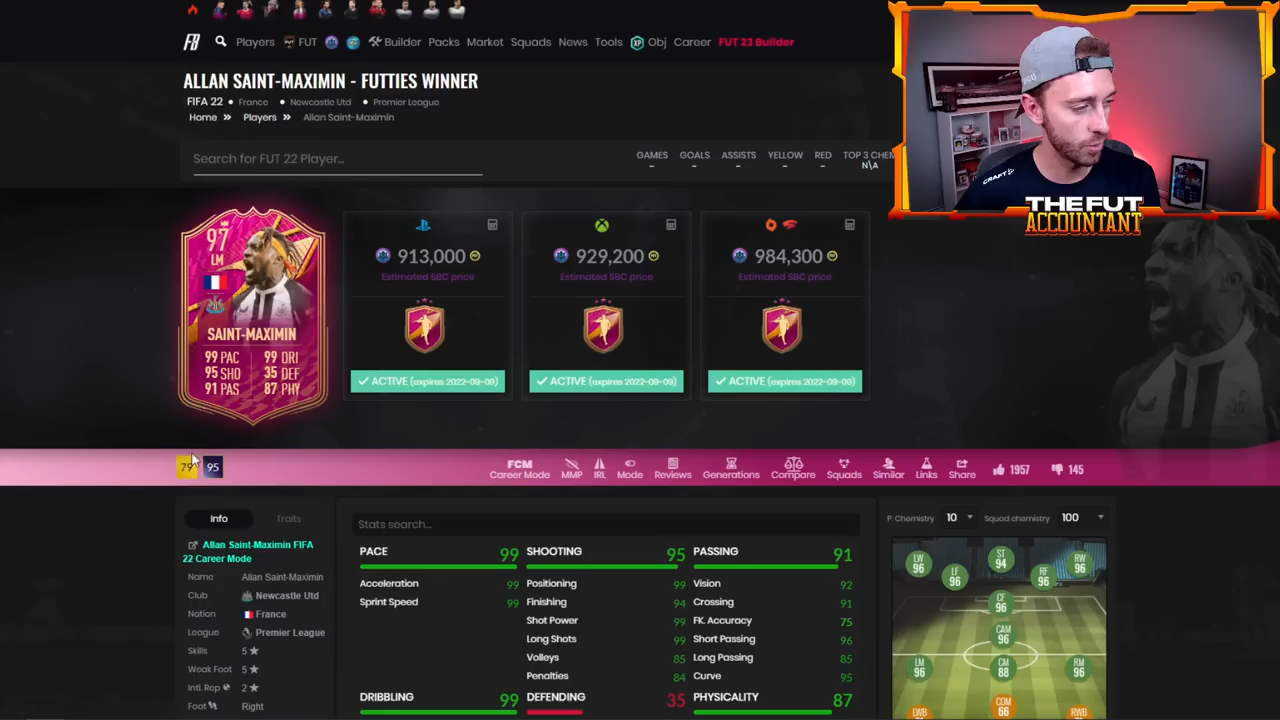 Players FUT Builder Packs Market Squads News Tools XP Obj Career FUT 23 Builder
ALLAN SAINT-MAXIMIN - FUTTIES WINNER
FIFA 22 • France • Newcastle Utd • Premier League
Home » Players » Allan Saint-Maximin
Search for FUT 22 Player...
GAMES GOALS ASSISTS YELLOW RED TOP 3 CHEM
- - - - - N\A
CRAFT
THE FUT
ACCOUNTANT
97
LM
SAINT-MAXIMIN
99 PAC 99 DRI
95 SHO 35 DEF
91 PAS 87 PHY
913,000
Estimated SBC price
ACTIVE (expires 2022-09-09)
929,200
Estimated SBC price
ACTIVE (expires 2022-09-09)
984,300
Estimated SBC price
ACTIVE (expires 2022-09-09)
79 95
FCM
Career Mode MMP IRL Mode Reviews Generations Compare Squads Similar Links Share 1957 145
Info Traits
Allan Saint-Maximin FIFA
22 Career Mode
Name Allan Saint-Maximin
Club Newcastle Utd
Nation France
League Premier League
Skills 5★
Weak Foot 5★
Intl. Rep 2★
Foot Right
Stats search...
PACE 99
Acceleration 99
Sprint Speed 99
DRIBBLING 99
SHOOTING 95
Positioning 99
Finishing 94
Shot Power 99
Long Shots 99
Volleys 85
Penalties 84
DEFENDING 35
PASSING 91
Vision 92
Crossing 91
FK. Accuracy 75
Short Passing 96
Long Passing 85
Curve 95
PHYSICALITY 87
P. Chemistry 10 Squad chemistry 100
LW
96
ST
94
RW
96
LF
96
RF
96
CF
96
CAM
96
LM
96
CM
88
RM
96
LWB
CDM
66
RWB